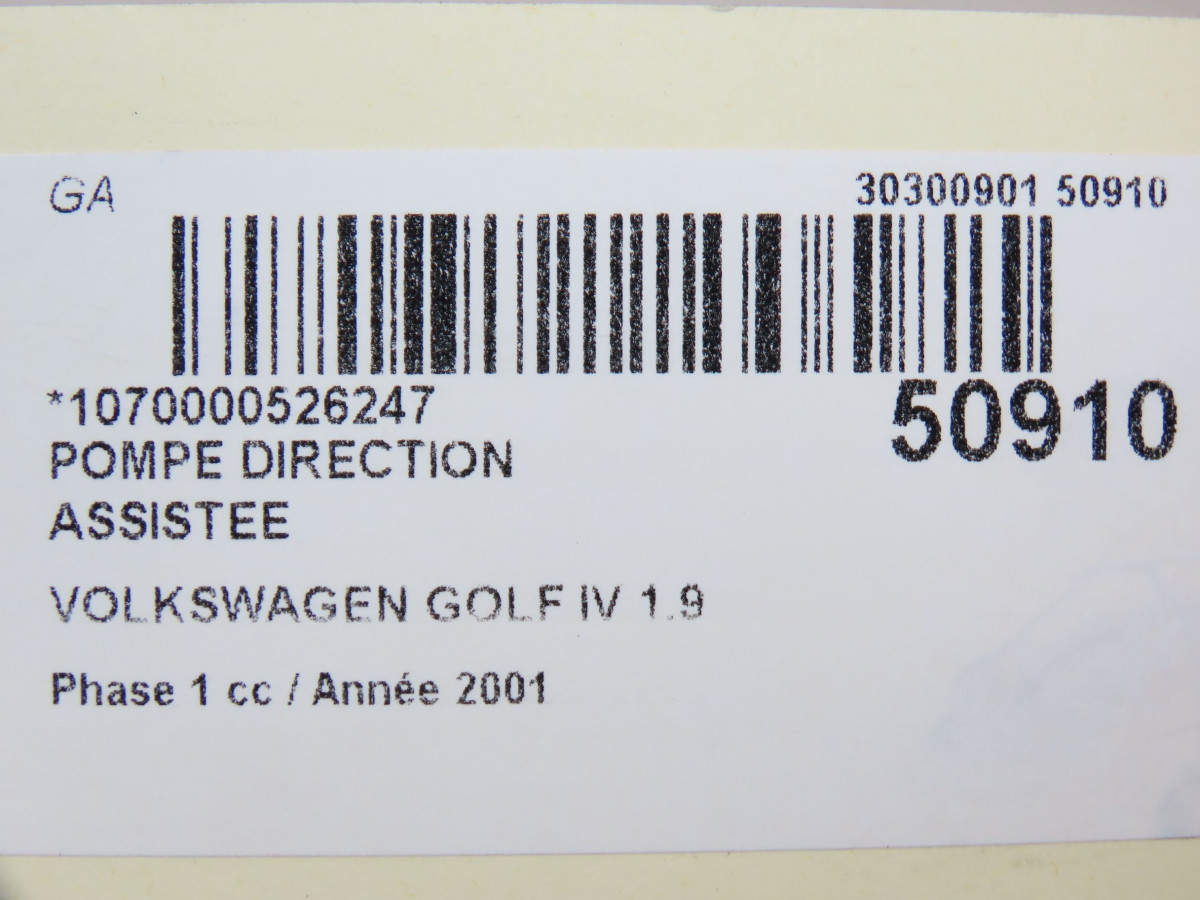 GA
30300901 50910
*1070000526247
50910
POMPE DIRECTION
ASSISTEE
VOLKSWAGEN GOLF IV 1.9
Phase 1 cc / Année 2001